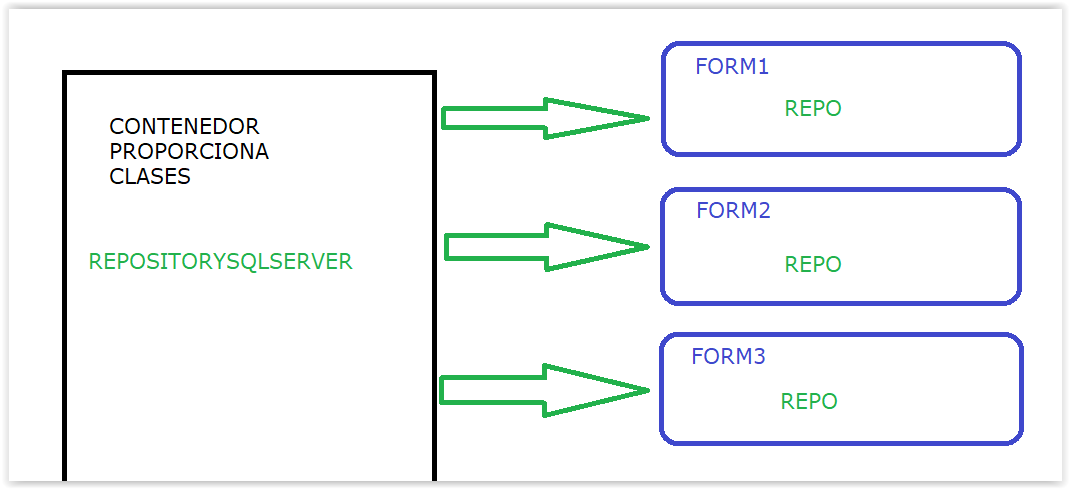 CONTENEDOR
PROPORCIONA
CLASES
REPOSITORYSQLSERVER
FORM1
REPO
FORM2
REPO
FORM3
REPO